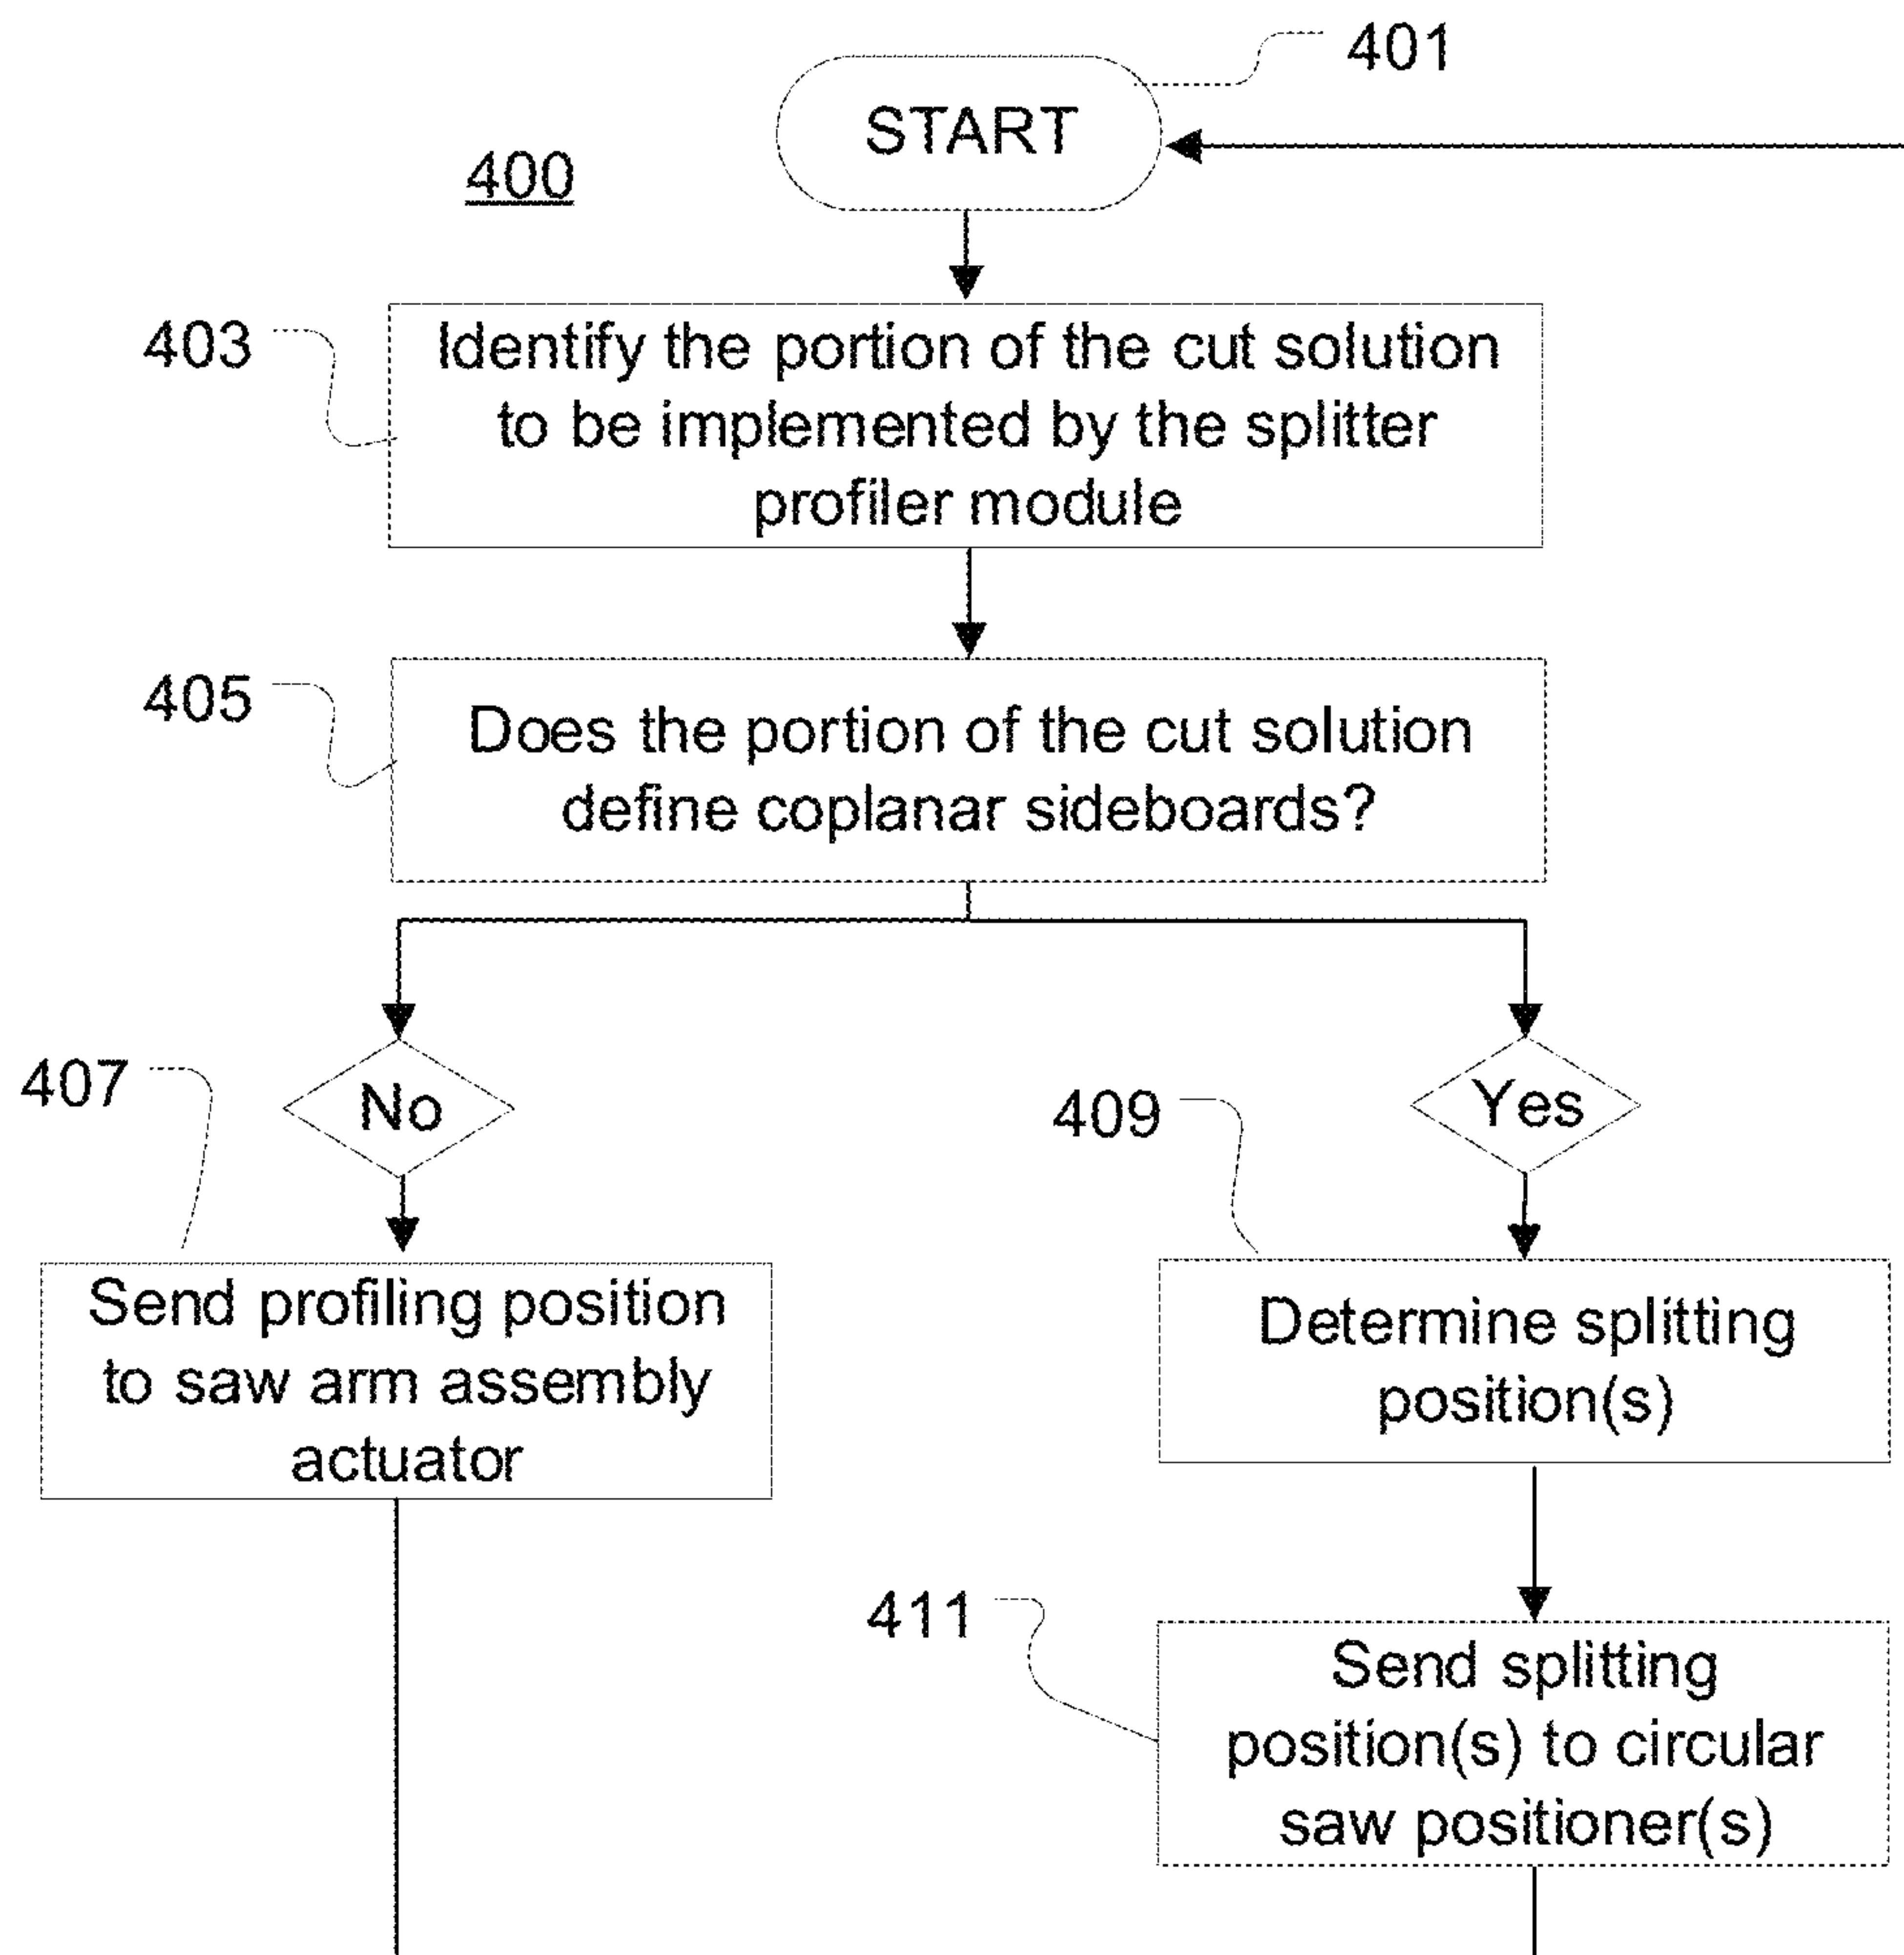 401
START
400
403
Identify the portion of the cut solution
to be implemented by the splitter
profiler module
405
Does the portion of the cut solution
define coplanar sideboards?
407
No
409
Yes
Send profiling position
to saw arm assembly
actuator
Determine splitting
position(s)
411
Send splitting
position(s) to circular
saw positioner(s)